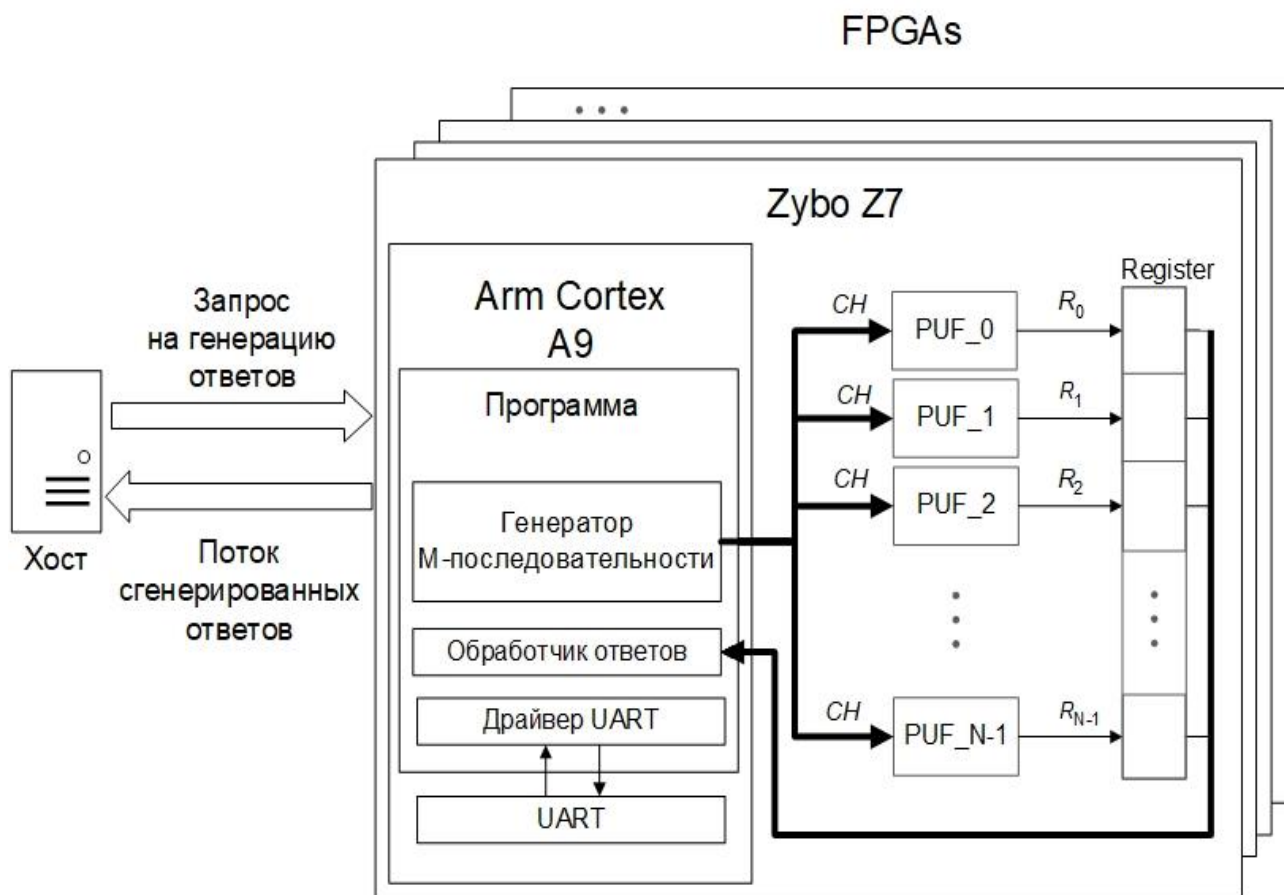 FPGAs
• • •
Zybo Z7
Запрос
на генерацию
ответов
Хост
Поток
сгенерированных
ответов
Arm Cortex
A9
Программа
Генератор
М-последовательности
Обработчик ответов
Драйвер UART
UART
Register
CH
PUF_0
R0
CH
PUF_1
R1
CH
PUF_2
R2
CH
PUF_N-1
RN-1